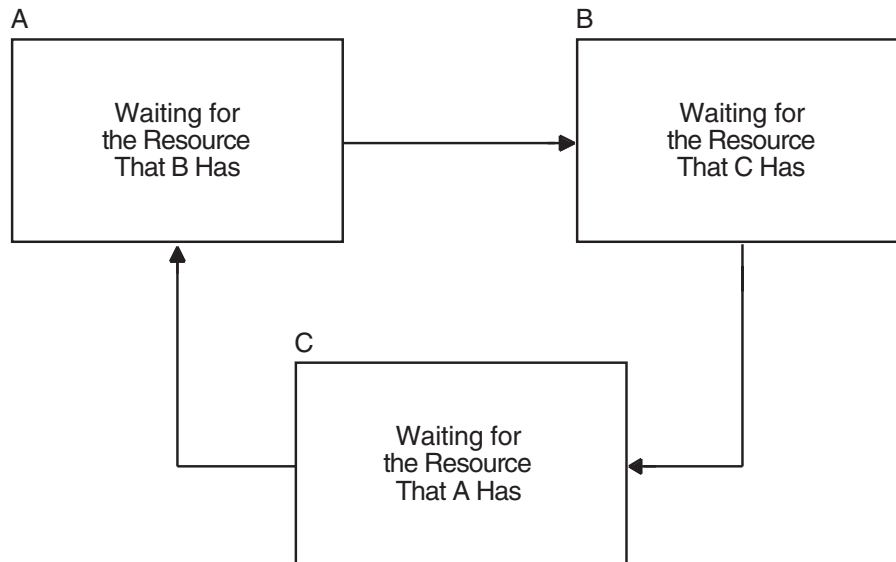 A
Waiting for
the Resource
That B Has
B
Waiting for
the Resource
That C Has
C
Waiting for
the Resource
That A Has